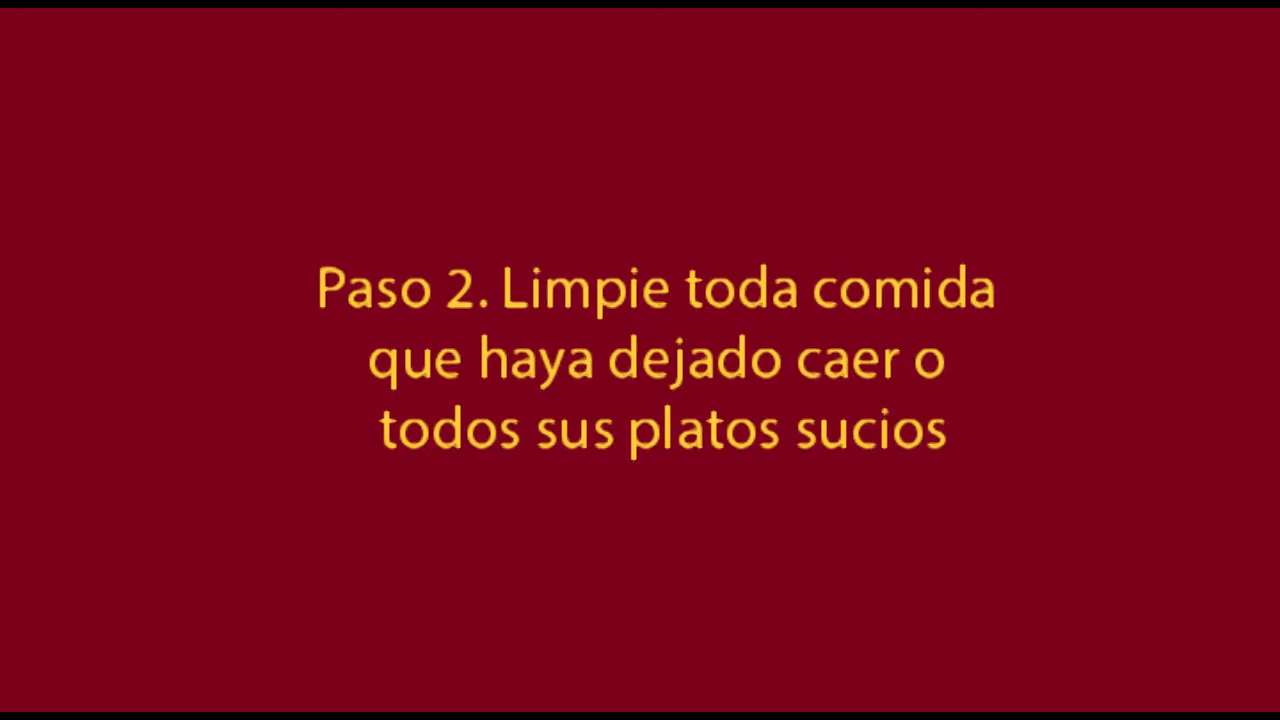 Paso 2. Limpie toda comida
que haya dejado caer o
todos sus platos sucios